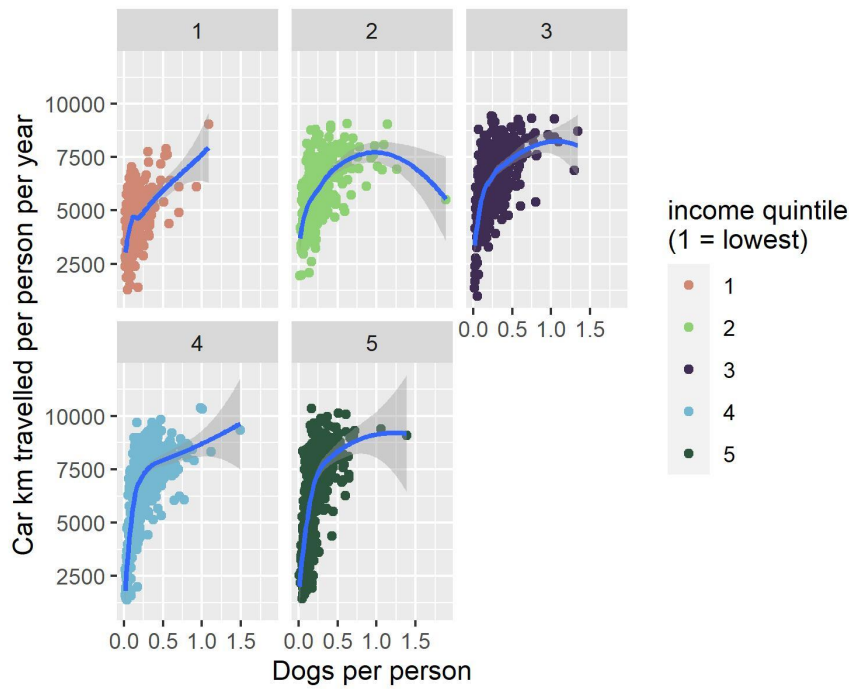 1
2
3
10000
7500
5000
2500
0.0 0.5 1.0 1.5
4
5
10000
7500
5000
2500
0.0 0.5 1.0 1.5
0.0 0.5 1.0 1.5
Car km travelled per person per year
Dogs per person
income quintile
(1 = lowest)
1
2
3
4
5